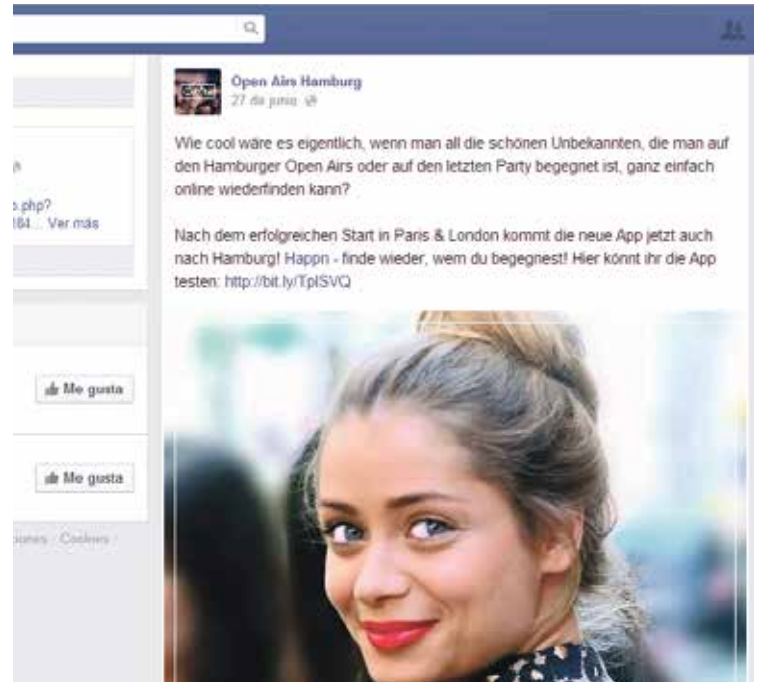 Open Airs Hamburg
27 de junio
Wie cool wäre es eigentlich, wenn man all die schönen Unbekannten, die man auf
den Hamburger Open Airs oder auf den letzten Party begegnet ist, ganz einfach
online wiederfinden kann?
Nach dem erfolgreichen Start in Paris & London kommt die neue App jetzt auch
nach Hamburg! Happn - finde wieder, wem du begegnest! Hier könnt ihr die App
testen: http://bit.ly/TplSVQ
o.php?
184... Ver más
Me gusta
Me gusta
iones · Cookies ·